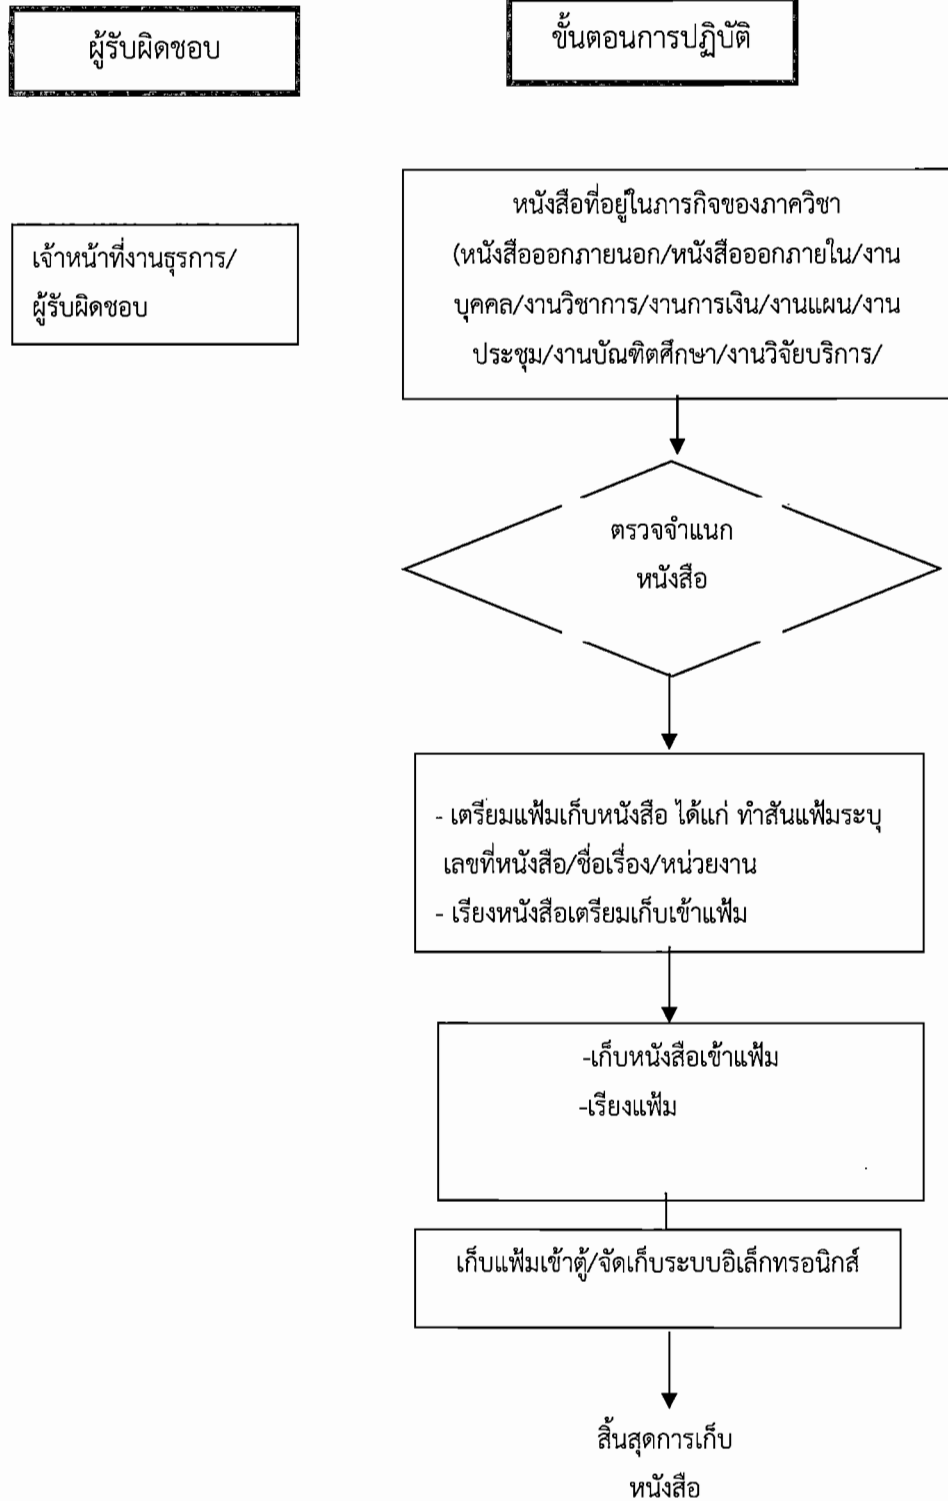 ผู้รับผิดชอบ
ขั้นตอนการปฏิบัติ
เจ้าหน้าที่งานธุรการ/
ผู้รับผิดชอบ
หนังสือที่อยู่ในภารกิจของภาควิชา
(หนังสือออกภายนอก/หนังสือออกภายใน/งาน
บุคคล/งานวิชาการ/งานการเงิน/งานแผน/งาน
ประชุม/งานบัณฑิตศึกษา/งานวิจัยบริการ/
ตรวจจำแนก
หนังสือ
- เตรียมแฟ้มเก็บหนังสือ ได้แก่ ทำสันแฟ้มระบุ
เลขที่หนังสือ/ชื่อเรื่อง/หน่วยงาน
- เรียงหนังสือเตรียมเก็บเข้าแฟ้ม
-เก็บหนังสือเข้าแฟ้ม
-เรียงแฟ้ม
เก็บแฟ้มเข้าตู้/จัดเก็บระบบอิเล็กทรอนิกส์
สิ้นสุดการเก็บ
หนังสือ